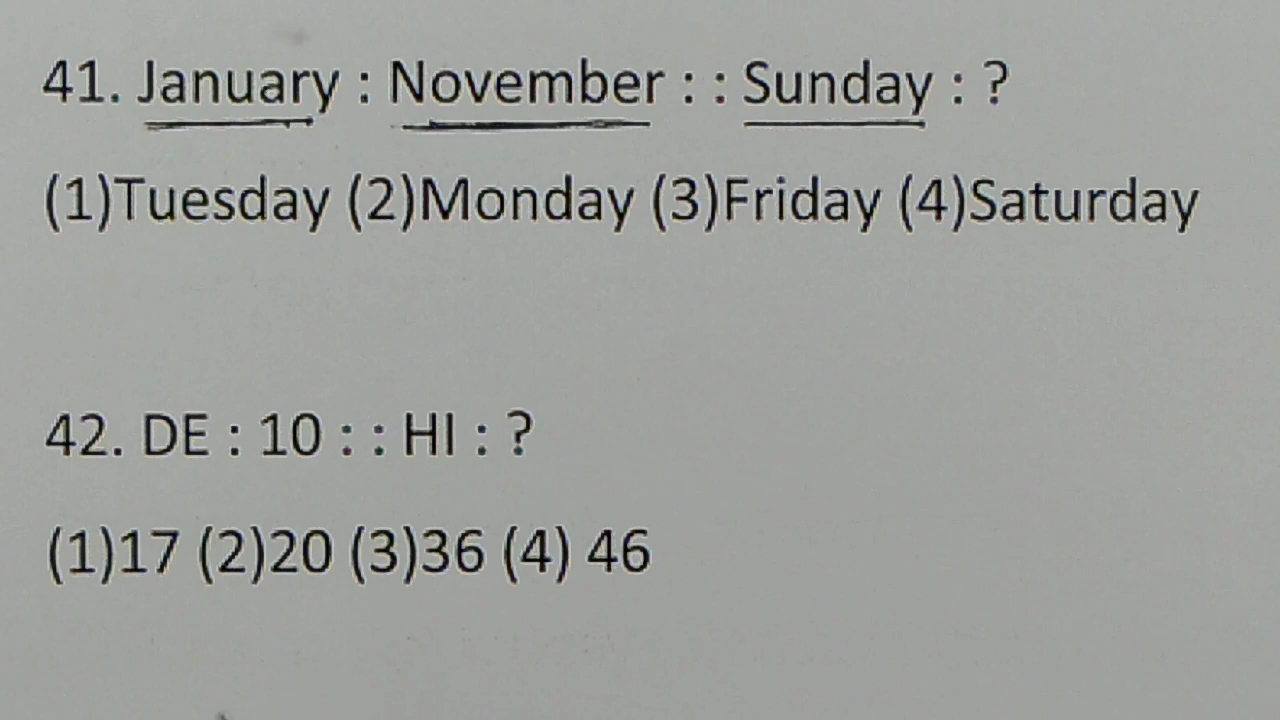 41. January : November : : Sunday : ?
(1)Tuesday (2)Monday (3)Friday (4)Saturday
42. DE : 10 : : HI : ?
(1)17 (2)20 (3)36 (4) 46